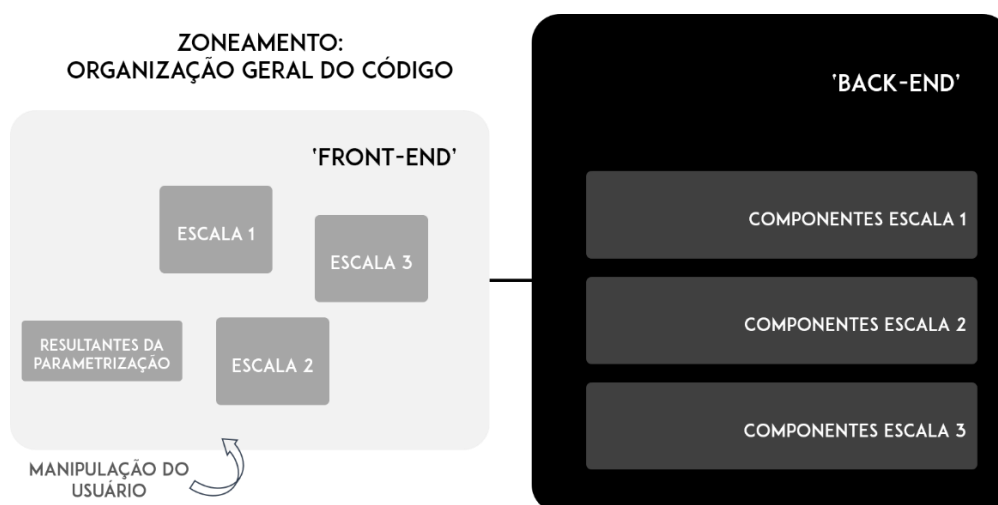 ZONEAMENTO:
ORGANIZAÇÃO GERAL DO CÓDIGO
'FRONT-END'
ESCALA 1
ESCALA 3
RESULTANTES DA
PARAMETRIZAÇÃO
ESCALA 2
MANIPULAÇÃO DO
USUÁRIO
'BACK-END'
COMPONENTES ESCALA 1
COMPONENTES ESCALA 2
COMPONENTES ESCALA 3